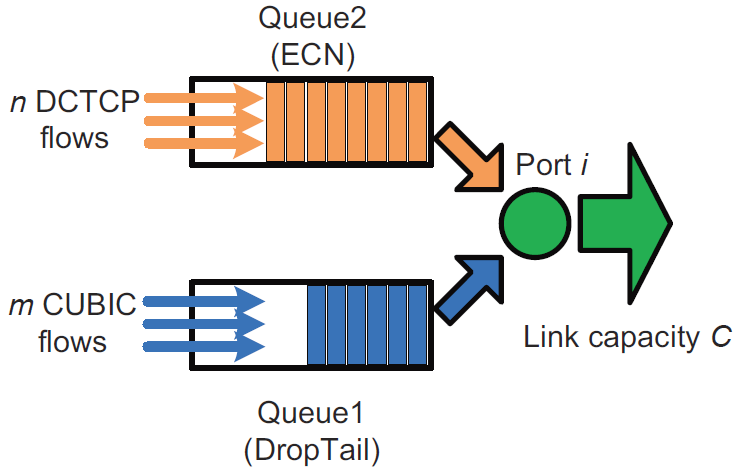 Queue2
(ECN)
n DCTCP
flows
Port i
m CUBIC
flows
Link capacity C
Queue1
(DropTail)